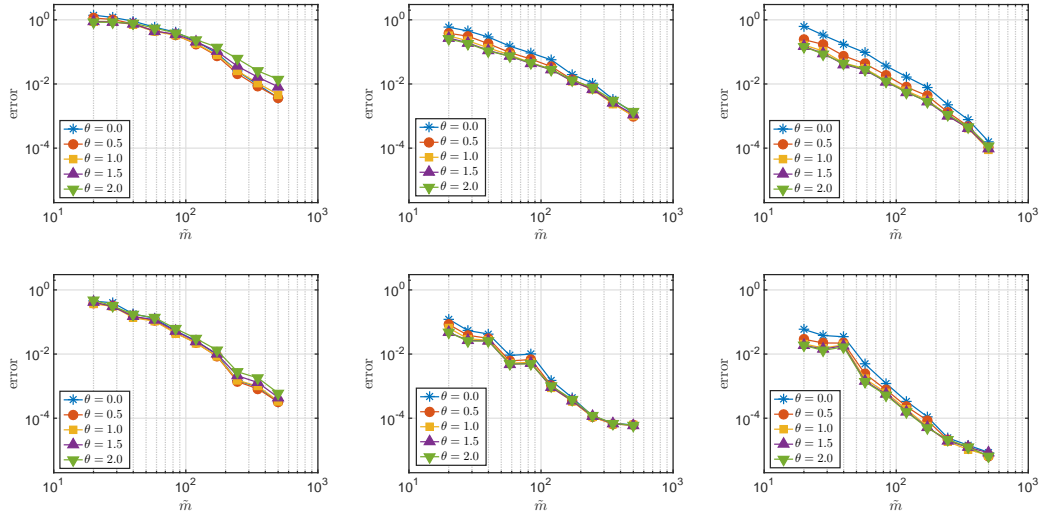 error
10^0
10^-2
10^-4
θ = 0.0
θ = 0.5
θ = 1.0
θ = 1.5
θ = 2.0
10^1 10^2 10^3
m̃
error
10^0
10^-2
10^-4
θ = 0.0
θ = 0.5
θ = 1.0
θ = 1.5
θ = 2.0
10^1 10^2 10^3
m̃
error
10^0
10^-2
10^-4
θ = 0.0
θ = 0.5
θ = 1.0
θ = 1.5
θ = 2.0
10^1 10^2 10^3
m̃
error
10^0
10^-2
10^-4
θ = 0.0
θ = 0.5
θ = 1.0
θ = 1.5
θ = 2.0
10^1 10^2 10^3
m̃
error
10^0
10^-2
10^-4
θ = 0.0
θ = 0.5
θ = 1.0
θ = 1.5
θ = 2.0
10^1 10^2 10^3
m̃
error
10^0
10^-2
10^-4
θ = 0.0
θ = 0.5
θ = 1.0
θ = 1.5
θ = 2.0
10^1 10^2 10^3
m̃